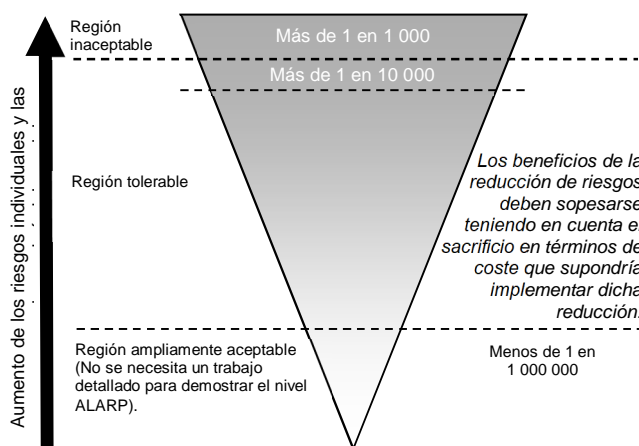 Región
inaceptable
Más de 1 en 1 000
Más de 1 en 10 000
Aumento de los riesgos individuales y las
Región tolerable
Los beneficios de la
reducción de riesgos
deben sopesarse
teniendo en cuenta e
sacrificio en términos de
coste que supondría
implementar dicha
reducción.
Región ampliamente aceptable
(No se
necesita un trabajo
detallado para demostrar el nivel
ALARP).
Menos de 1 en
1 000 000